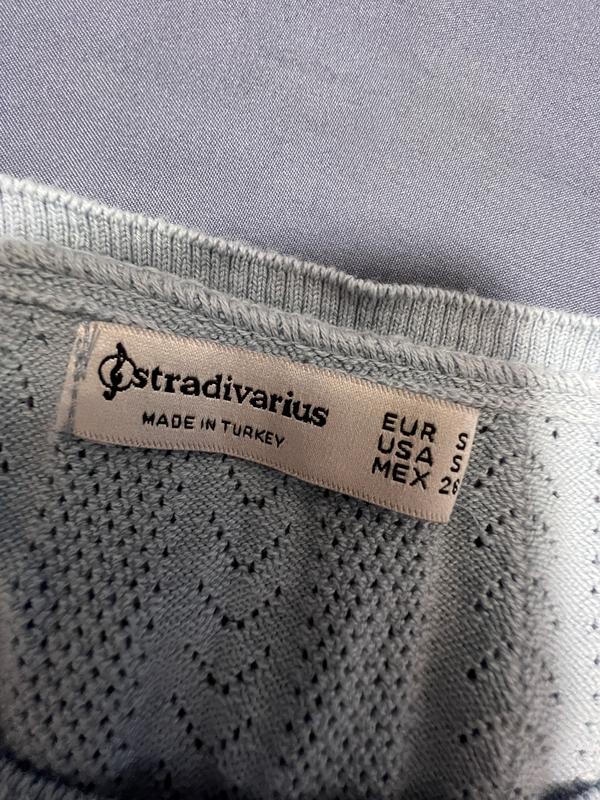 stradivarius
MADE IN TURKEY
EUR S
USA S
MEX 26